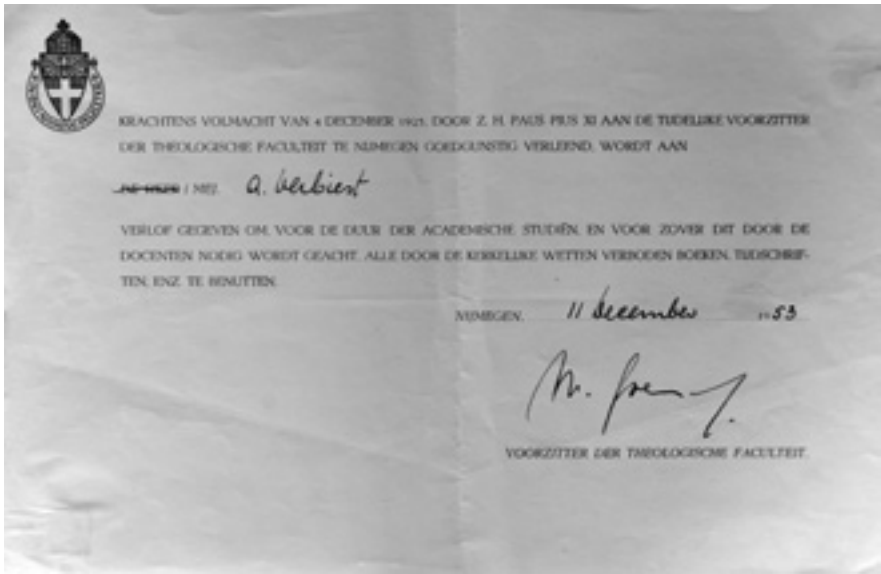 KRACHTENS VOLMACHT VAN 4 DECEMBER 1923, DOOR Z. H. PAUS PIUS XI AAN DE TIJDELIJKE VOORZITTER
DER THEOLOGISCHE FACULTEIT TE NIJMEGEN GOEDGUNSTIG VERLEEND, WORDT AAN
/ MEJ. A. Verbiest
VERLOF GEGEVEN OM, VOOR DE DUUR DER ACADEMISCHE STUDIËN, EN VOOR ZOVER DIT DOOR DE
DOCENTEN NODIG WORDT GEACHT, ALLE DOOR DE KERKELIJKE WETTEN VERBODEN BOEKEN, TIJDSCHRIF-
TEN, ENZ. TE BENUTTEN.
NIJMEGEN, 11 December 1953
VOORZITTER DER THEOLOGISCHE FACULTEIT.